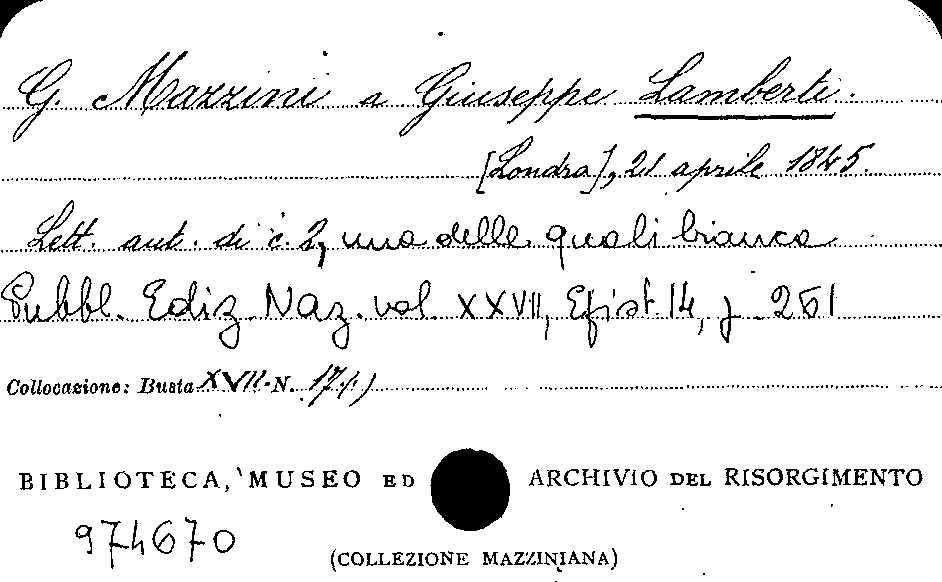 G. Mazzini a Giuseppe Lamberti.
[Londra], 21 aprile 1845.
Lett. aut. di c. 2, una delle quali bianca
Pubbl. Ediz. Naz. vol. XXVII, Epist. 14, p. 251
Collocazione: Busta XVII N. 17(1)
BIBLIOTECA, MUSEO ED ARCHIVIO DEL RISORGIMENTO
974670
(COLLEZIONE MAZZINIANA)